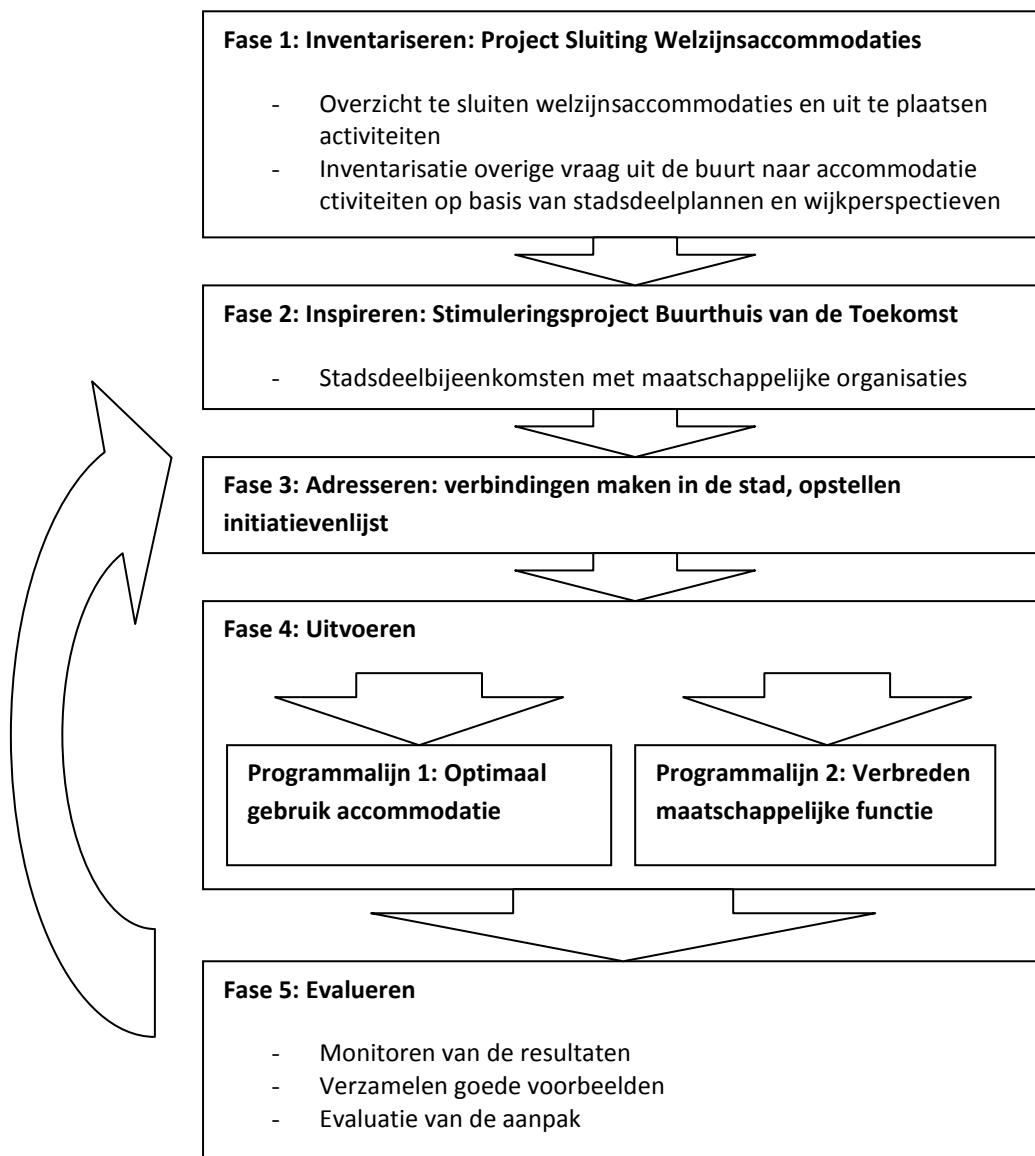 Fase 1: Inventariseren: Project Sluiting Welzijnsaccommodaties
- Overzicht te sluiten welzijnsaccommodaties en uit te plaatsen
activiteiten
- Inventarisatie overige vraag uit de buurt naar accommodatie
ctiviteiten op basis van stadsdeelplannen en wijkperspectieven
Fase 2: Inspireren: Stimuleringsproject Buurthuis van de Toekomst
- Stadsdeelbijeenkomsten met maatschappelijke organisaties
Fase 3: Adresseren: verbindingen maken in de stad, opstellen
initiatievenlijst
Fase 4: Uitvoeren
Programmalijn 1: Optimaal
gebruik accommodatie
Programmalijn 2: Verbreden
maatschappelijke functie
Fase 5: Evalueren
- Monitoren van de resultaten
- Verzamelen goede voorbeelden
- Evaluatie van de aanpak